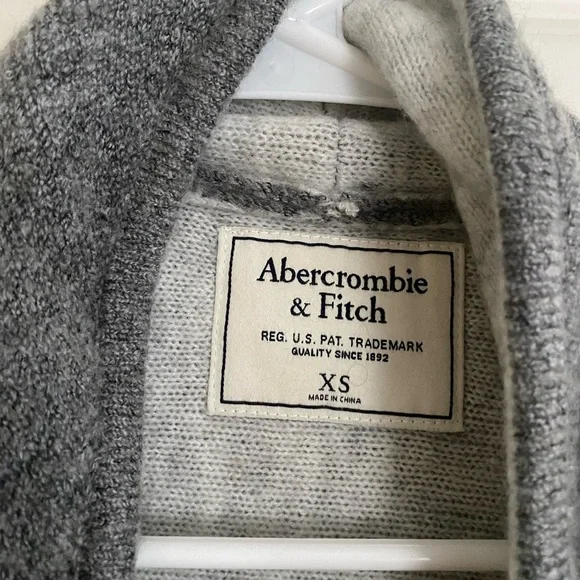 Abercrombie
& Fitch
REG. U.S. PAT. TRADEMARK
QUALITY SINCE 1892
XS
MADE IN CHINA